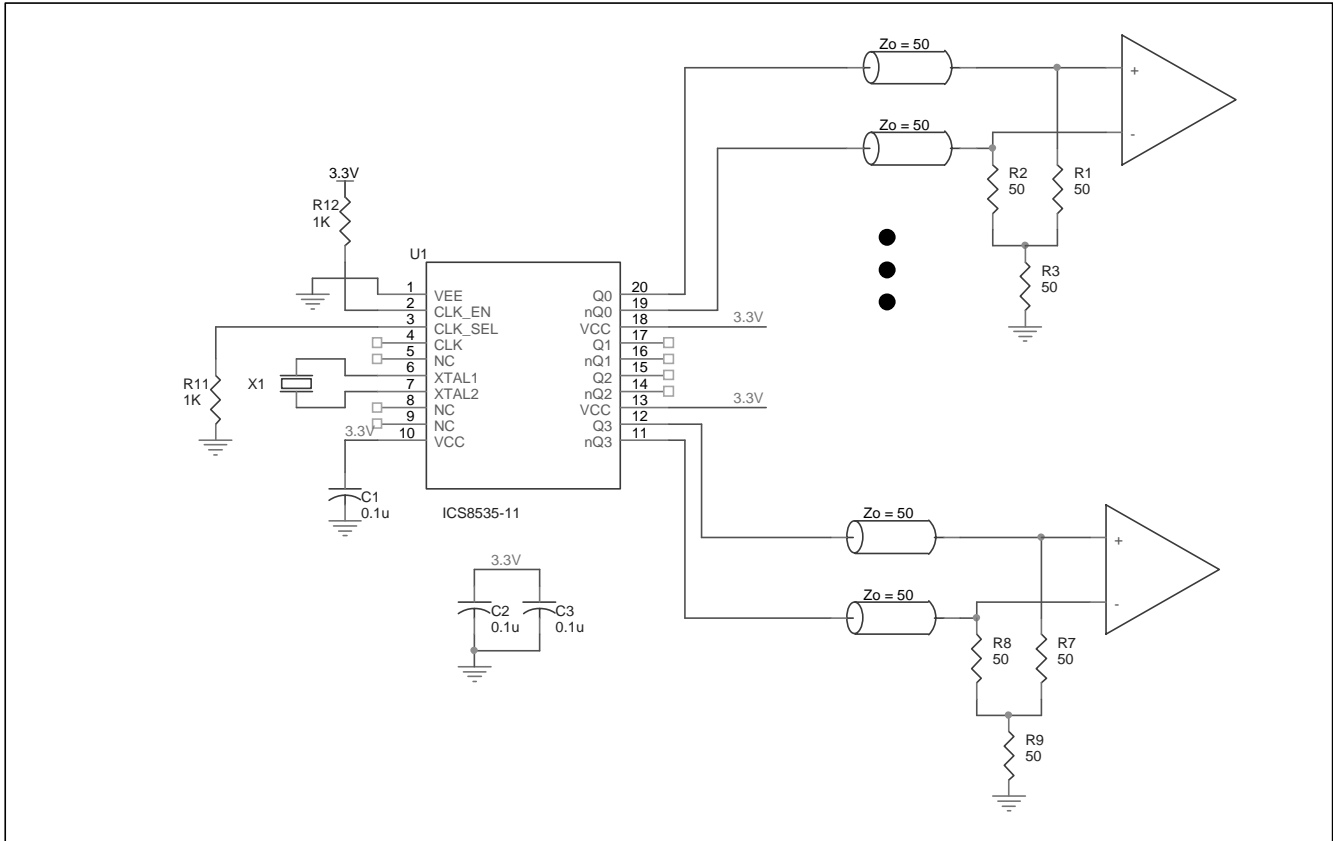 Zo = 50
+
Zo = 50
-
R2
50
R1
50
R3
50
3.3V
R12
1K
U1
1
VEE
2
CLK_EN
3
CLK_SEL
4
CLK
5
NC
6
XTAL1
7
XTAL2
8
NC
9
NC
10
VCC
20
Q0
19
nQ0
18
VCC
17
Q1
16
nQ1
15
Q2
14
nQ2
13
VCC
12
Q3
11
nQ3
3.3V
3.3V
R11
1K
X1
3.3V
C1
0.1u
ICS8535-11
3.3V
C2
0.1u
C3
0.1u
Zo = 50
+
Zo = 50
-
R8
50
R7
50
R9
50